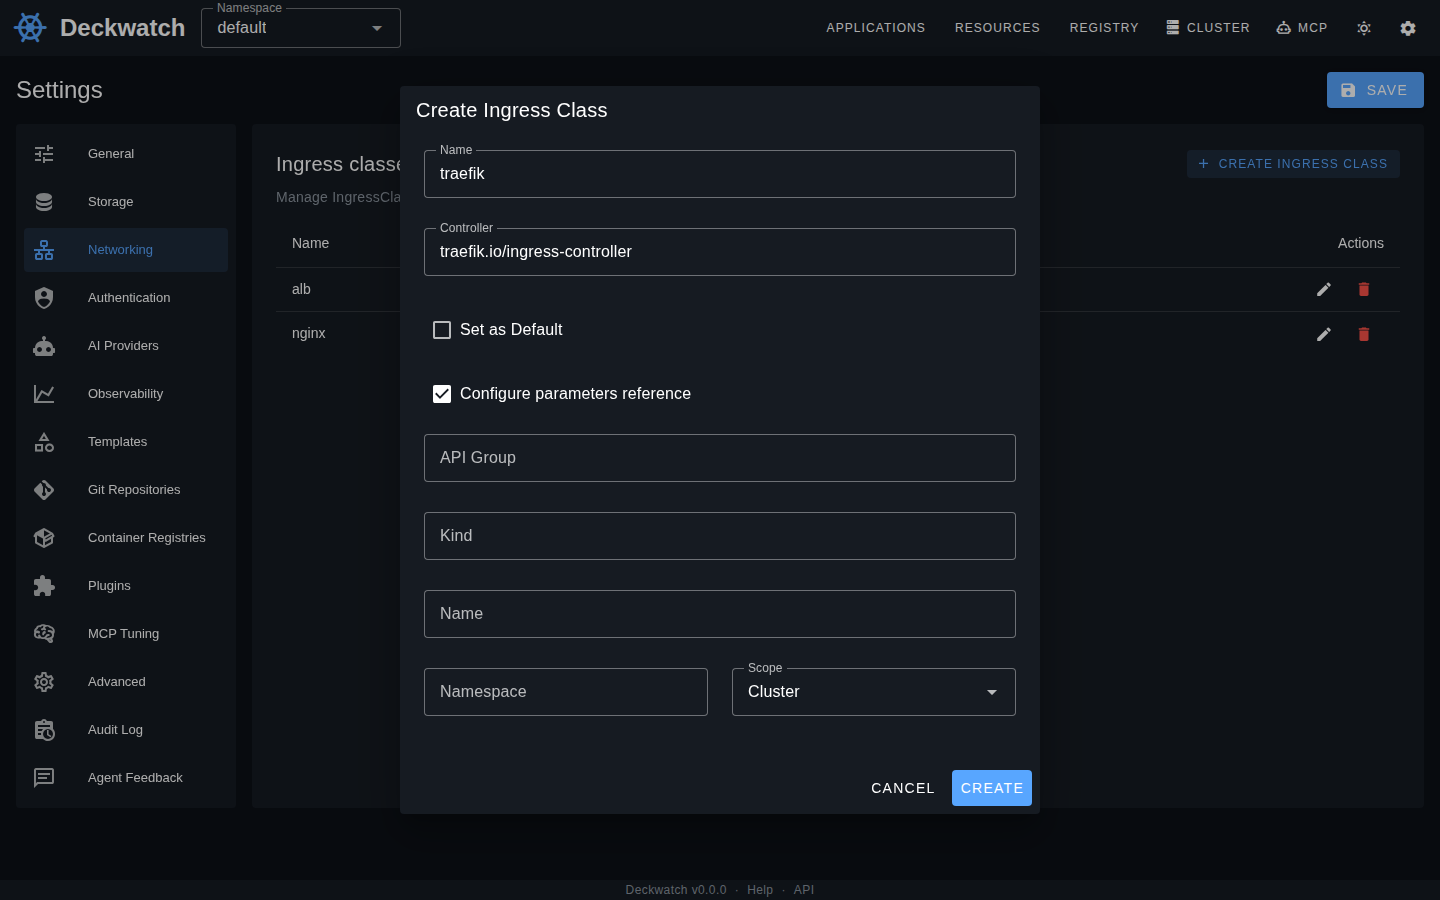 Deckwatch
Namespace
default
APPLICATIONS
RESOURCES
REGISTRY
CLUSTER
MCP
Settings
SAVE
General
Storage
Networking
Authentication
AI Providers
Observability
Templates
Git Repositories
Container Registries
Plugins
MCP Tuning
Advanced
Audit Log
Agent Feedback
Ingress classe
Manage IngressCla
CREATE INGRESS CLASS
Name
Actions
alb
nginx
Create Ingress Class
Name
traefik
Controller
traefik.io/ingress-controller
Set as Default
Configure parameters reference
API Group
Kind
Name
Namespace
Scope
Cluster
CANCEL
CREATE
Deckwatch v0.0.0 · Help · API